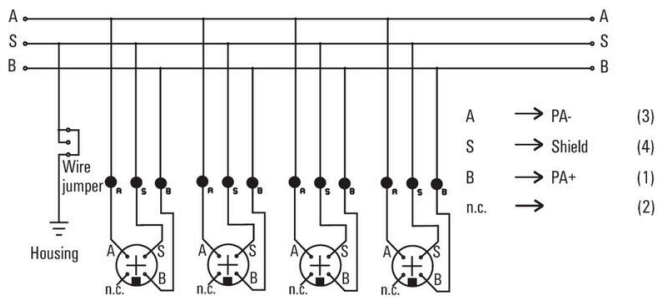 A A
S S
B B
A → PA- (3)
S → Shield (4)
B → PA+ (1)
n.c. → (2)
Wire
jumper
A S B A S B A S B A S B
Housing
A S A S A S A S
B B B B
n.c. n.c. n.c. n.c.